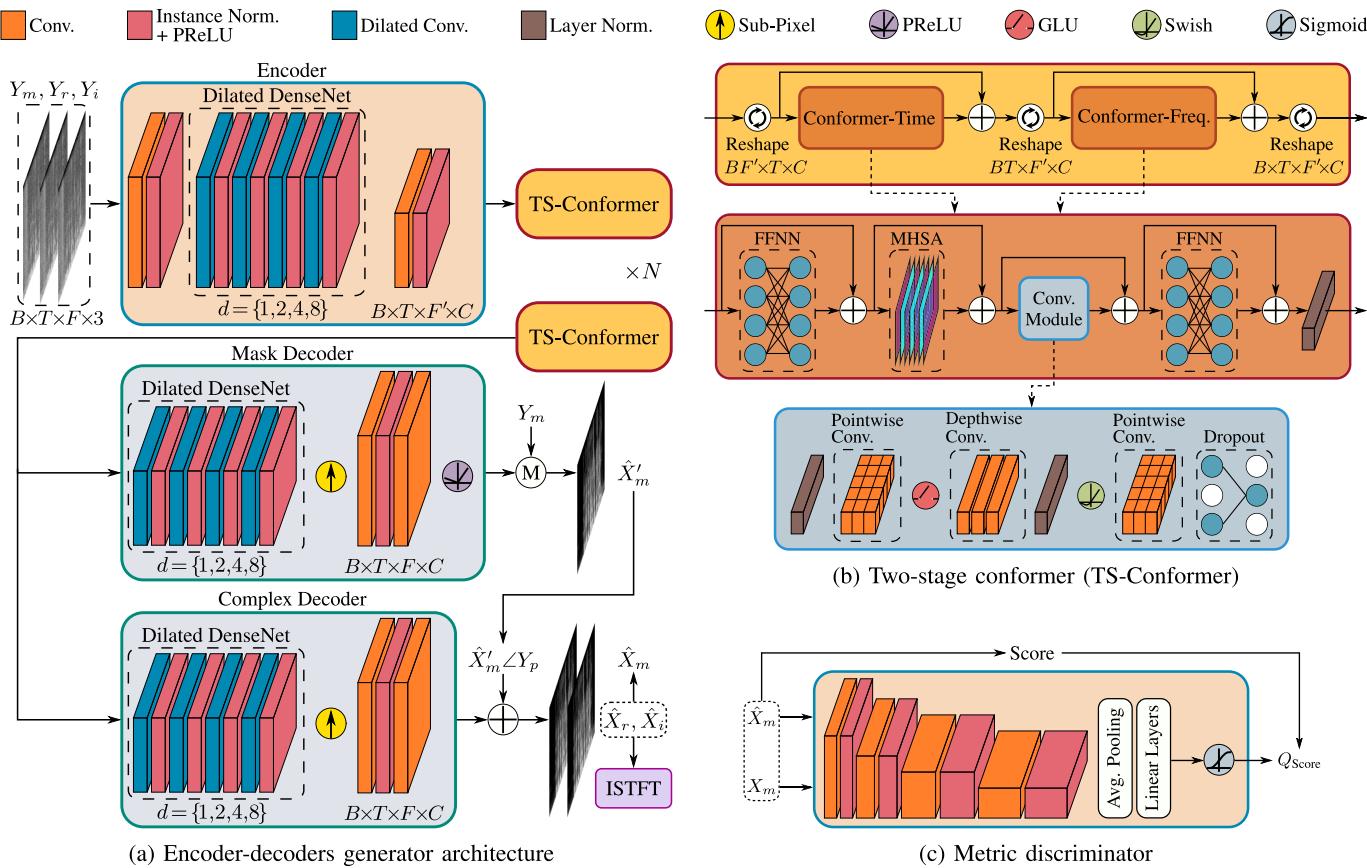 Conv.
Instance Norm.
+ PReLU
Dilated Conv.
Layer Norm.
Sub-Pixel
PReLU
GLU
Swish
Sigmoid
Encoder
Y_m, Y_r, Y_i
Dilated DenseNet
d={1,2,4,8}
B×T×F′×C
B×T×F×3
TS-Conformer
×N
TS-Conformer
Mask Decoder
Dilated DenseNet
d={1,2,4,8}
B×T×F×C
Y_m
M
X̂′_m
Complex Decoder
Dilated DenseNet
d={1,2,4,8}
B×T×F×C
X̂′_m∠Y_p
X̂_m
X̂_r, X̂_i
ISTFT
(a) Encoder-decoders generator architecture
Conformer-Time
Conformer-Freq.
Reshape
BF′×T×C
Reshape
BT×F′×C
Reshape
B×T×F′×C
FFNN
MHSA
FFNN
Conv.
Module
Pointwise
Conv.
Depthwise
Conv.
Pointwise
Conv.
Dropout
(b) Two-stage conformer (TS-Conformer)
Score
X̂_m
X_m
Avg. Pooling
Linear Layers
Q_Score
(c) Metric discriminator